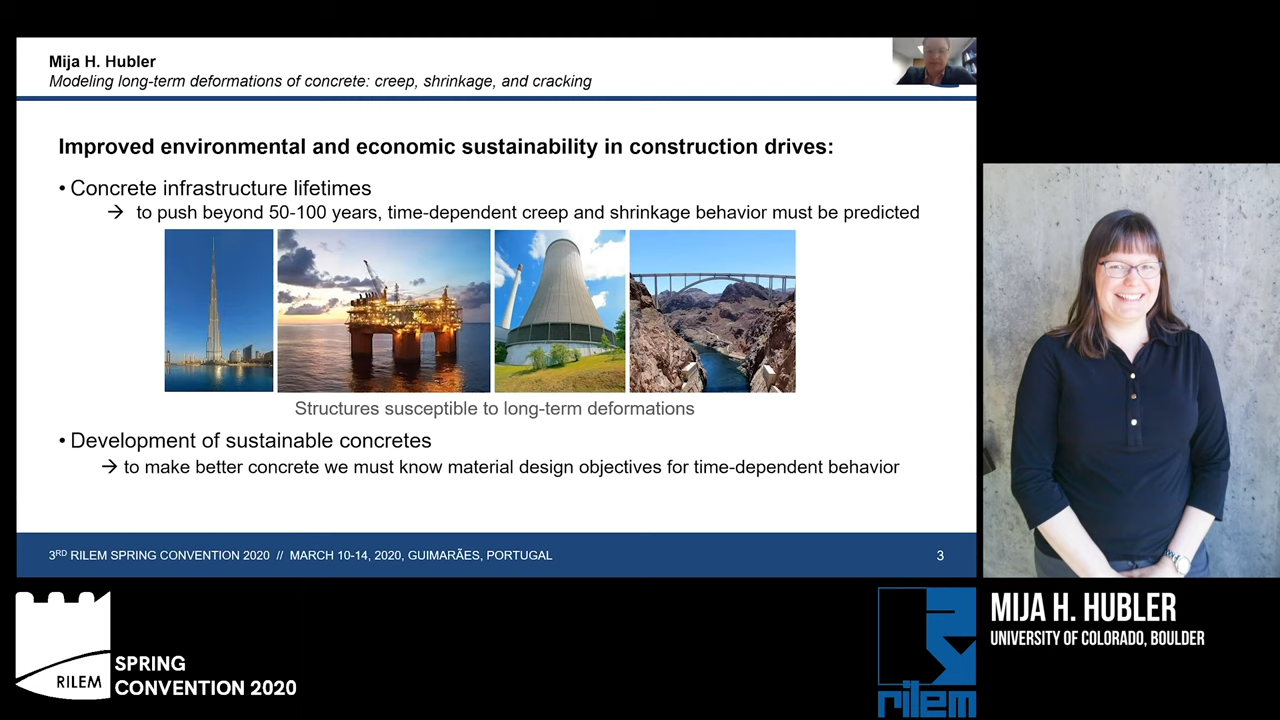 Mija H. Hubler
Modeling long-term deformations of concrete: creep, shrinkage, and cracking
Improved environmental and economic sustainability in construction drives:
• Concrete infrastructure lifetimes
→ to push beyond 50-100 years, time-dependent creep and shrinkage behavior must be predicted
Structures susceptible to long-term deformations
• Development of sustainable concretes
→ to make better concrete we must know material design objectives for time-dependent behavior
3RD RILEM SPRING CONVENTION 2020 // MARCH 10-14, 2020, GUIMARÃES, PORTUGAL
3
RILEM
SPRING
CONVENTION 2020
rilem
MIJA H. HUBLER
UNIVERSITY OF COLORADO, BOULDER